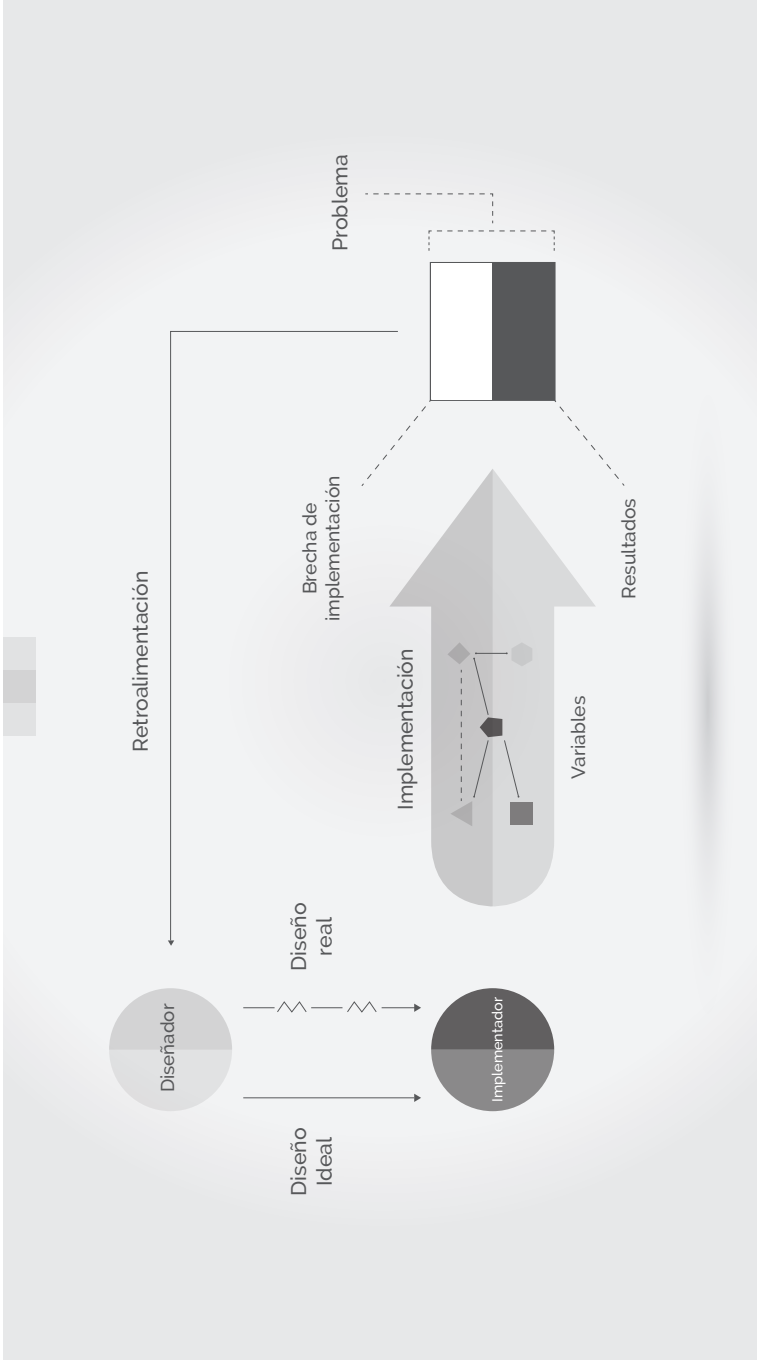 Diseñador
Retroalimentación
Diseño
Ideal
Diseño
real
Brecha de
implementación
Problema
Implementación
Implementador
Variables
Resultados